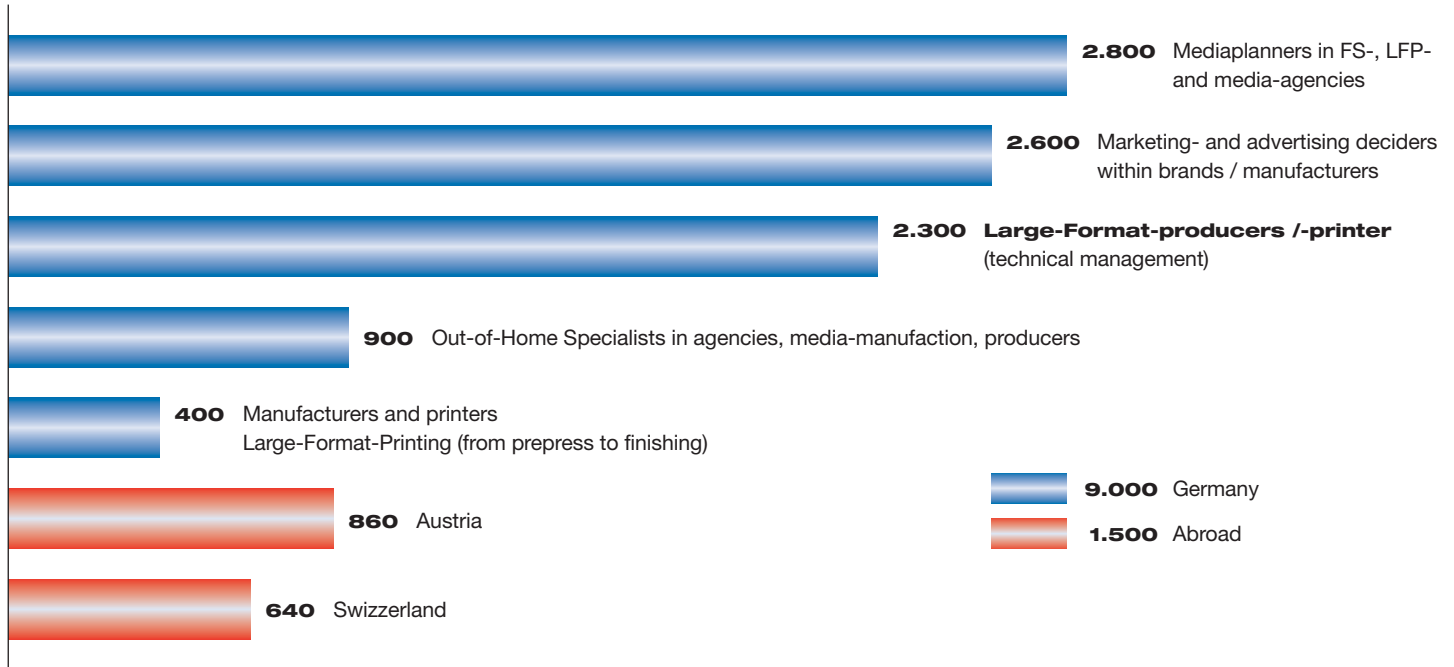 2.800 Mediaplanners in FS-, LFP-
and media-agencies
2.600 Marketing- and advertising deciders
within brands / manufacturers
2.300 Large-Format-producers /-printer
(technical management)
900 Out-of-Home Specialists in agencies, media-manufaction, producers
400 Manufacturers and printers
Large-Format-Printing (from prepress to finishing)
860 Austria
640 Swizzerland
9.000 Germany
1.500 Abroad